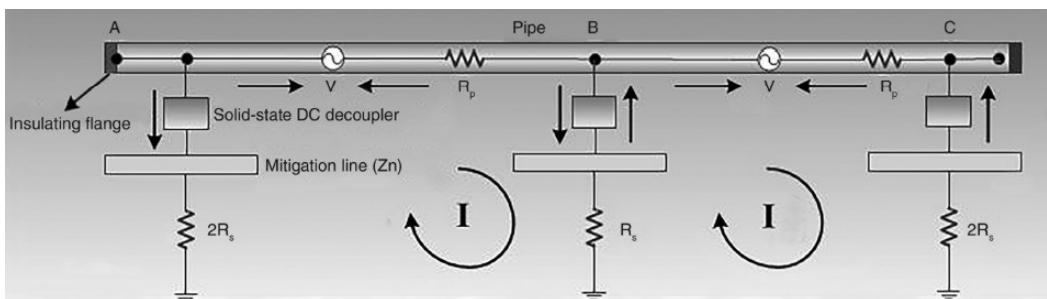 A Pipe B C
V Rₚ V Rₚ
Insulating flange
Solid-state DC decoupler
Mitigation line (Zn)
I I
2Rₛ Rₛ 2Rₛ